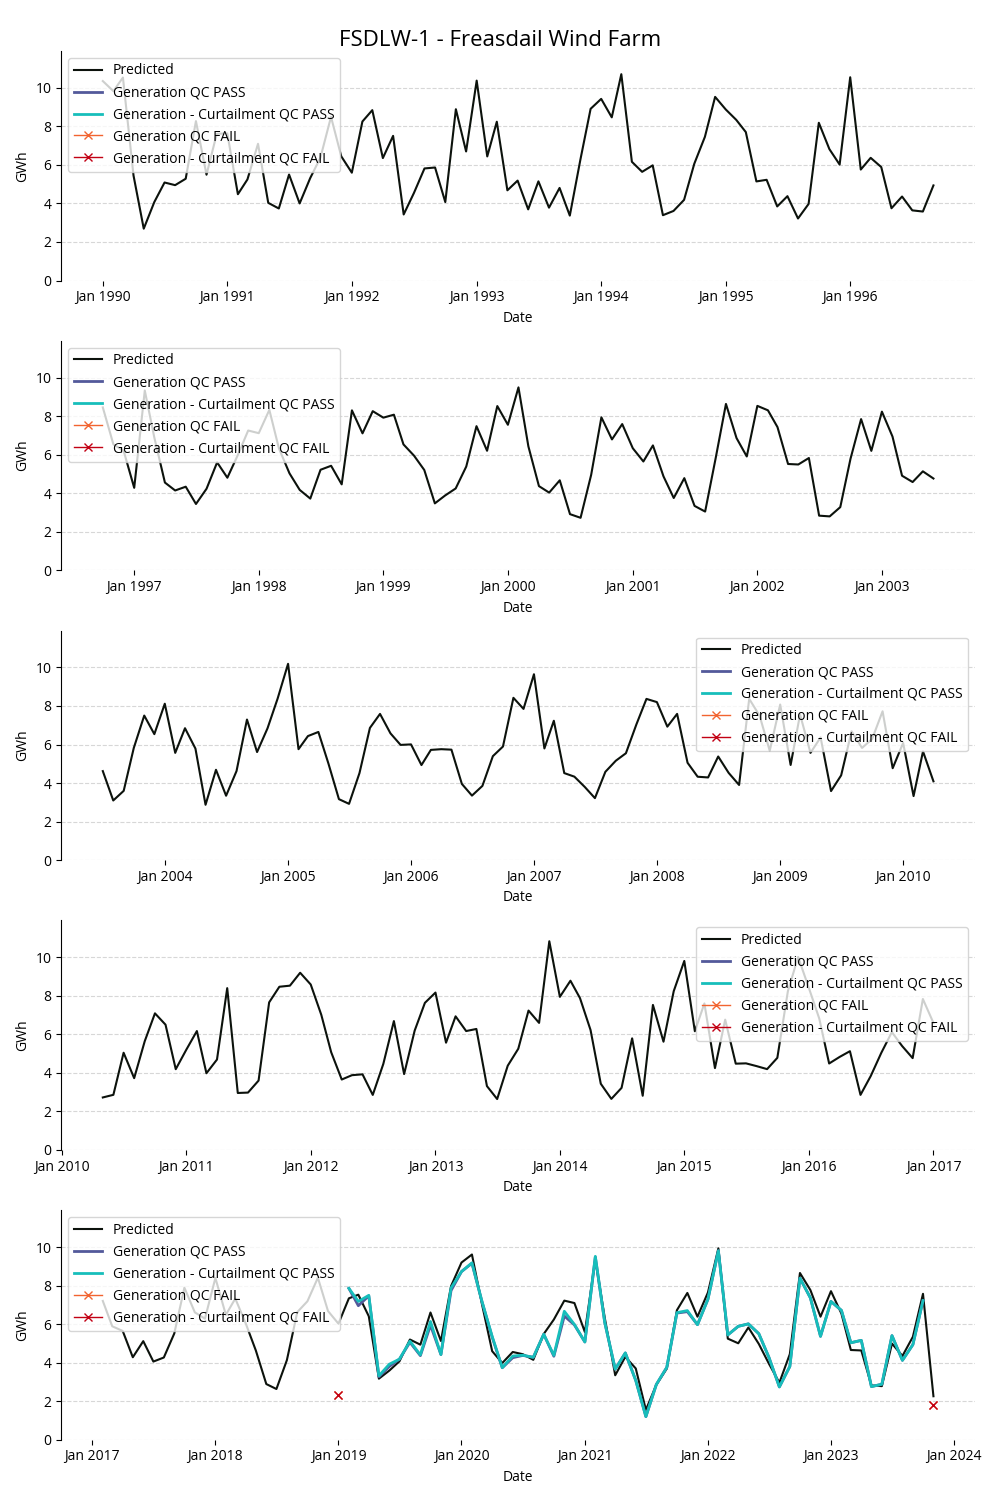 FSDLW-1 - Freasdail Wind Farm
Predicted
Generation QC PASS
Generation - Curtailment QC PASS
Generation QC FAIL
Generation - Curtailment QC FAIL
GWh
10
8
6
4
2
0
Jan 1990 Jan 1991 Jan 1992 Jan 1993 Jan 1994 Jan 1995 Jan 1996
Date
Predicted
Generation QC PASS
Generation - Curtailment QC PASS
Generation QC FAIL
Generation - Curtailment QC FAIL
GWh
10
8
6
4
2
0
Jan 1997 Jan 1998 Jan 1999 Jan 2000 Jan 2001 Jan 2002 Jan 2003
Date
Predicted
Generation QC PASS
Generation - Curtailment QC PASS
Generation QC FAIL
Generation - Curtailment QC FAIL
GWh
10
8
6
4
2
0
Jan 2004 Jan 2005 Jan 2006 Jan 2007 Jan 2008 Jan 2009 Jan 2010
Date
Predicted
Generation QC PASS
Generation - Curtailment QC PASS
Generation QC FAIL
Generation - Curtailment QC FAIL
GWh
10
8
6
4
2
0
Jan 2010 Jan 2011 Jan 2012 Jan 2013 Jan 2014 Jan 2015 Jan 2016 Jan 2017
Date
Predicted
Generation QC PASS
Generation - Curtailment QC PASS
Generation QC FAIL
Generation - Curtailment QC FAIL
GWh
10
8
6
4
2
0
Jan 2017 Jan 2018 Jan 2019 Jan 2020 Jan 2021 Jan 2022 Jan 2023 Jan 2024
Date